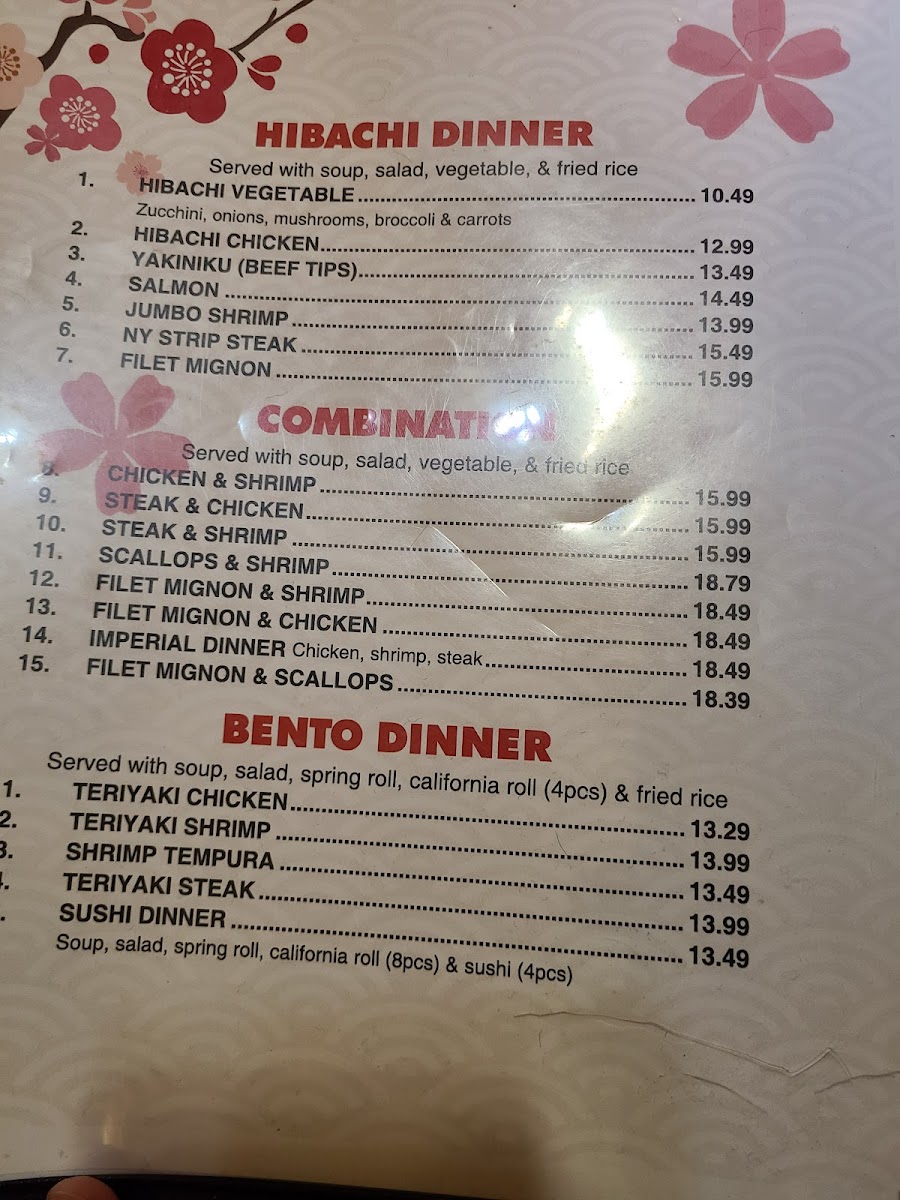 HIBACHI DINNER
Served with soup, salad, vegetable, & fried rice
1. HIBACHI VEGETABLE 10.49
Zucchini, onions, mushrooms, broccoli & carrots
2. HIBACHI CHICKEN 12.99
3. YAKINIKU (BEEF TIPS) 13.49
4. SALMON 14.49
5. JUMBO SHRIMP 13.99
6. NY STRIP STEAK 15.49
7. FILET MIGNON 15.99
COMBINATION
Served with soup, salad, vegetable, & fried rice
8. CHICKEN & SHRIMP 15.99
9. STEAK & CHICKEN 15.99
10. STEAK & SHRIMP 15.99
11. SCALLOPS & SHRIMP 18.79
12. FILET MIGNON & SHRIMP 18.49
13. FILET MIGNON & CHICKEN 18.49
14. IMPERIAL DINNER Chicken, shrimp, steak 18.49
15. FILET MIGNON & SCALLOPS 18.39
BENTO DINNER
Served with soup, salad, spring roll, california roll (4pcs) & fried rice
1. TERIYAKI CHICKEN 13.29
2. TERIYAKI SHRIMP 13.99
3. SHRIMP TEMPURA 13.49
TERIYAKI STEAK 13.99
SUSHI DINNER 13.49
Soup, salad, spring roll, california roll (8pcs) & sushi (4pcs)